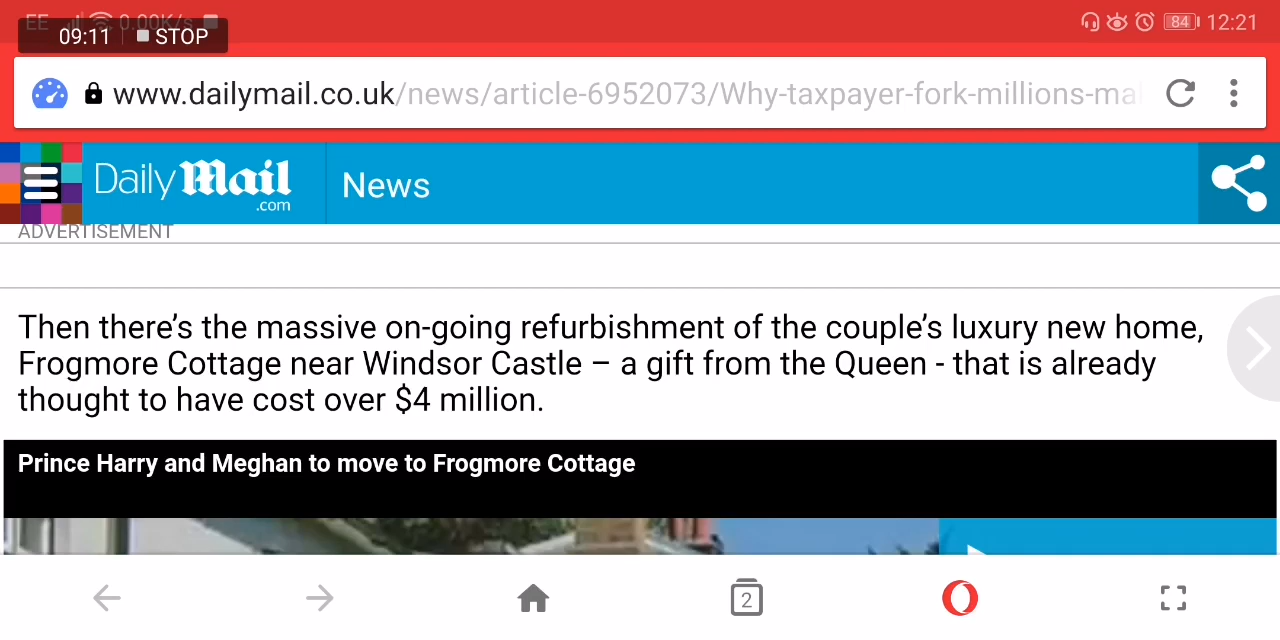 EE 0.00K/s 84 12:21
09:11 STOP
www.dailymail.co.uk/news/article-6952073/Why-taxpayer-fork-millions-ma
Daily Mail
.com
News
ADVERTISEMENT
Then there’s the massive on-going refurbishment of the couple’s luxury new home,
Frogmore Cottage near Windsor Castle – a gift from the Queen - that is already
thought to have cost over $4 million.
Prince Harry and Meghan to move to Frogmore Cottage
2